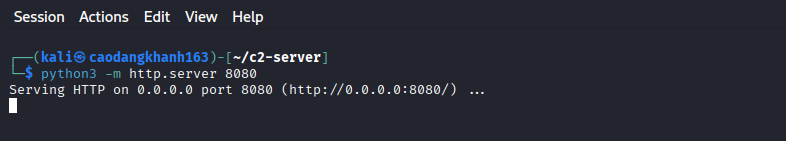 Session Actions Edit View Help
┌──(kali㉿caodangkhanh163)-[~/c2-server]
└─$ python3 -m http.server 8080
Serving HTTP on 0.0.0.0 port 8080 (http://0.0.0.0:8080/) ...